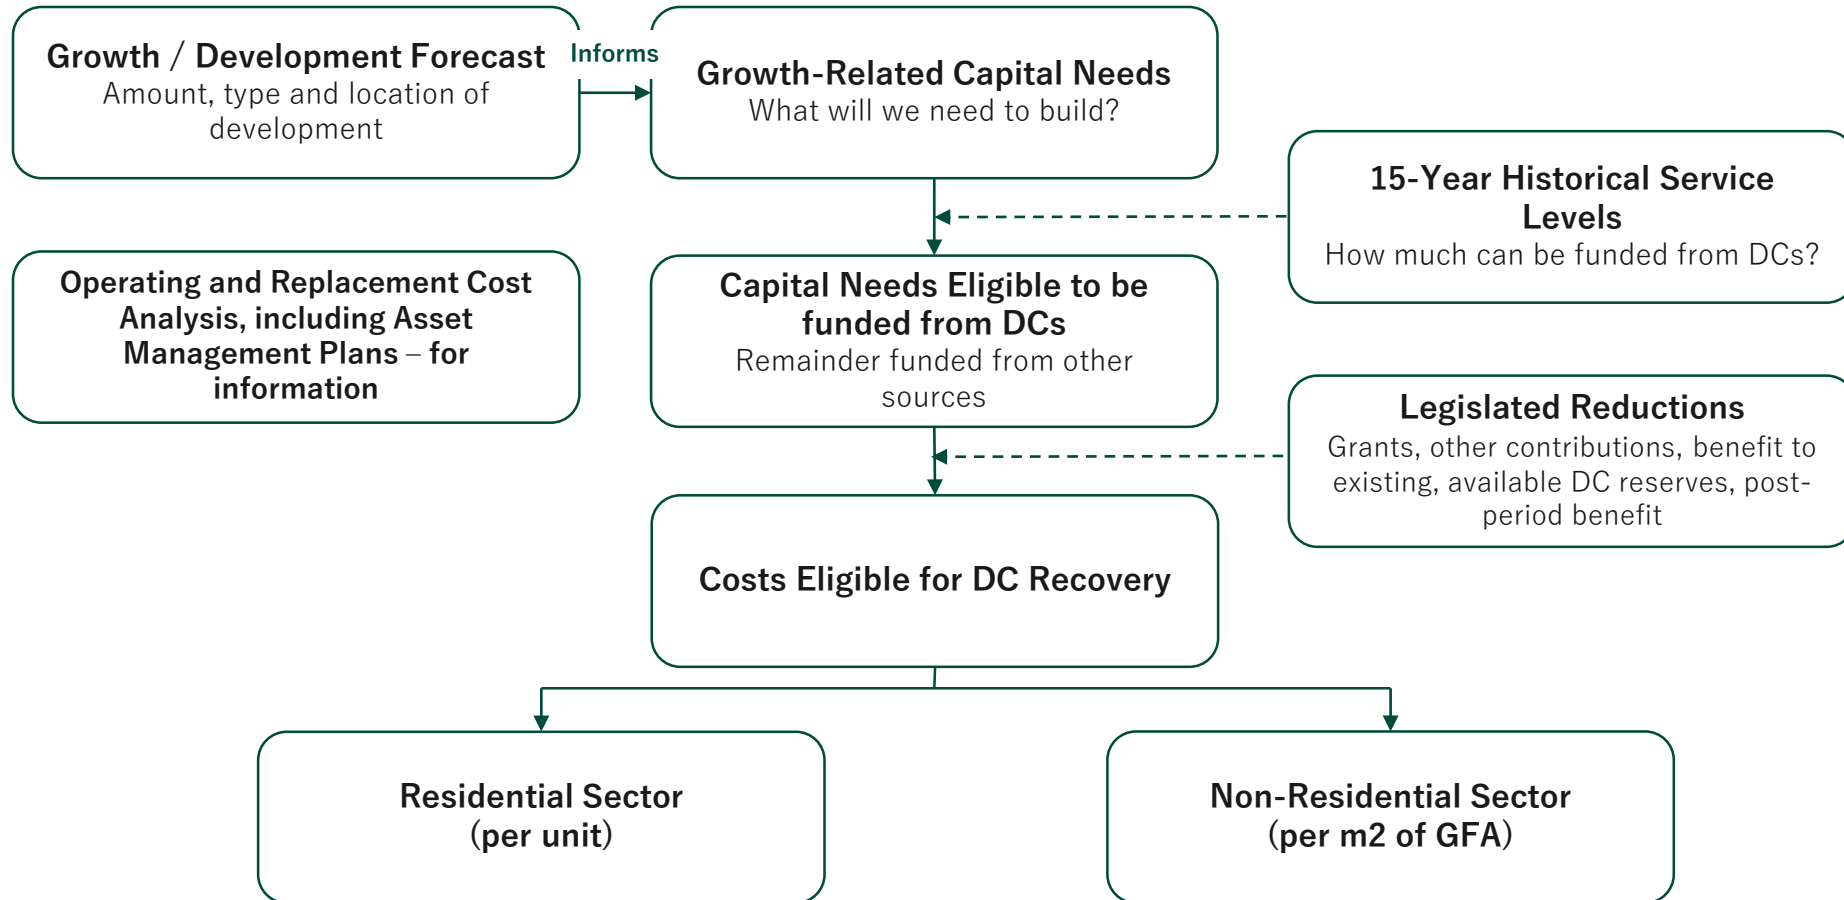 Growth / Development Forecast
Amount, type and location of
development
Informs
Growth-Related Capital Needs
What will we need to build?
15-Year Historical Service
Levels
How much can be funded from DCs?
Operating and Replacement Cost
Analysis, including Asset
Management Plans – for
information
Capital Needs Eligible to be
funded from DCs
Remainder funded from other
sources
Legislated Reductions
Grants, other contributions, benefit to
existing, available DC reserves, post-
period benefit
Costs Eligible for DC Recovery
Residential Sector
(per unit)
Non-Residential Sector
(per m2 of GFA)